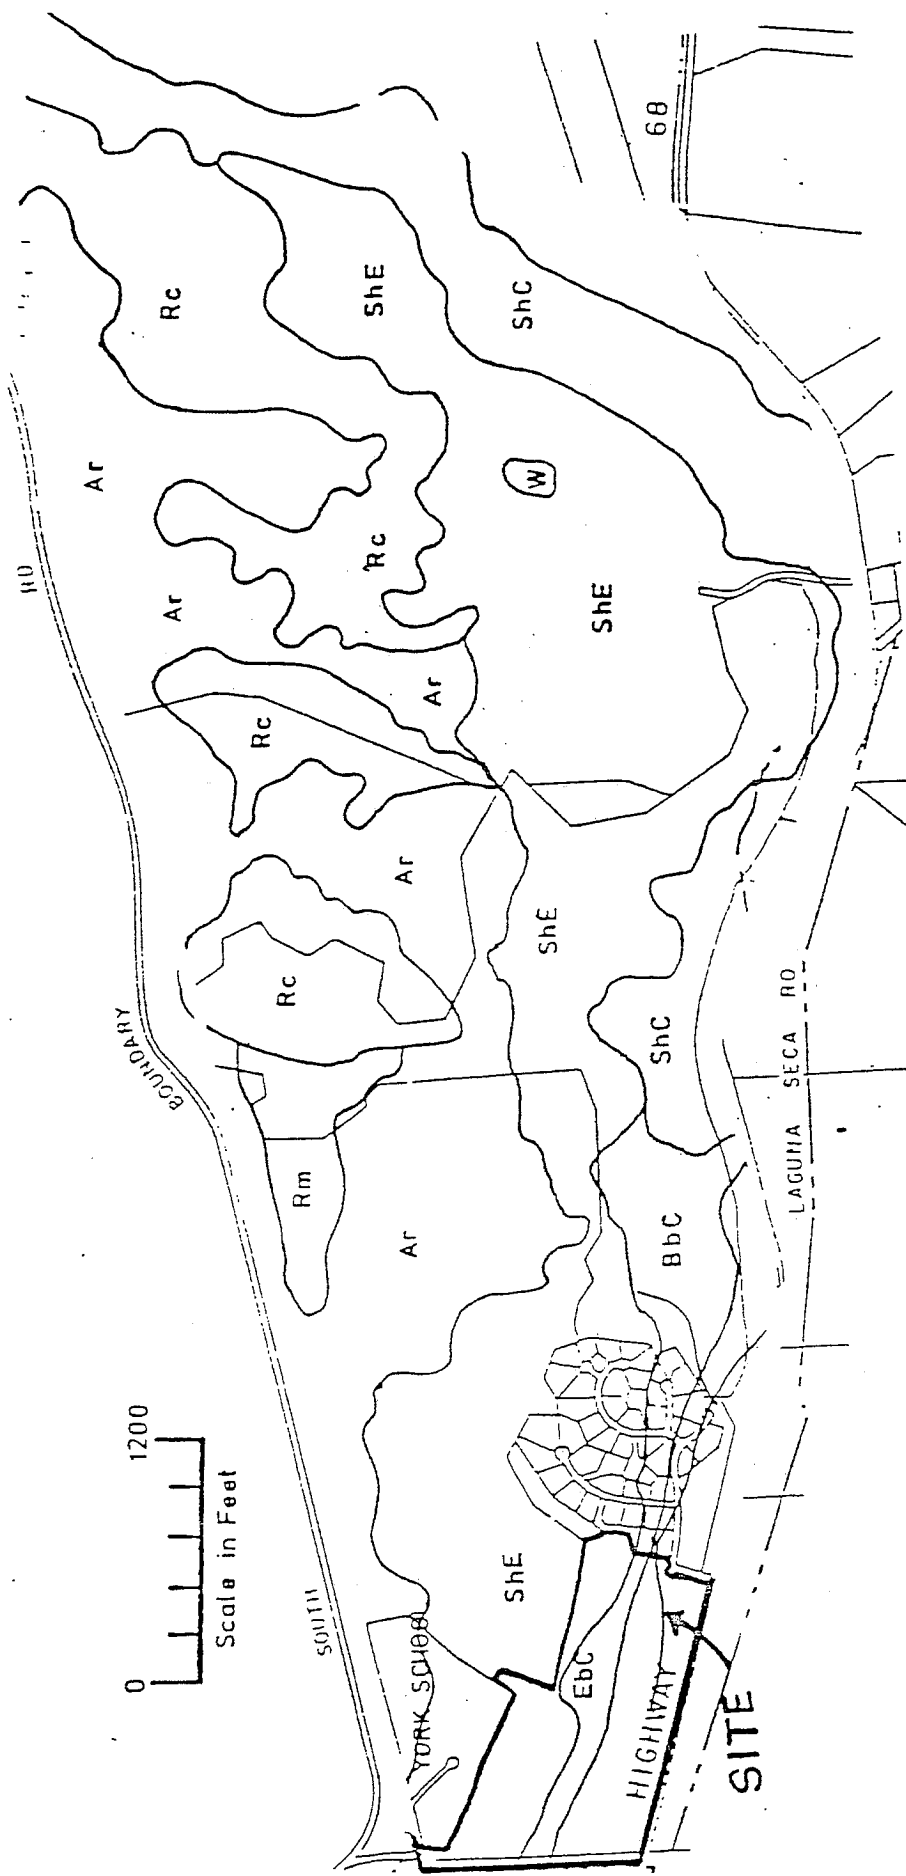 0 1200
Scale in Feet
SOUTH
BOUNDARY
RD
YORK SCHOOL
ShE
EbC
HIGHWAY
SITE
Rm
Ar
BbC
Rc
Ar
ShE
ShC
LAGUNA SECA RD
Rc
Ar
Ar
Ar
Rc
ShE
W
Rc
ShE
ShC
68